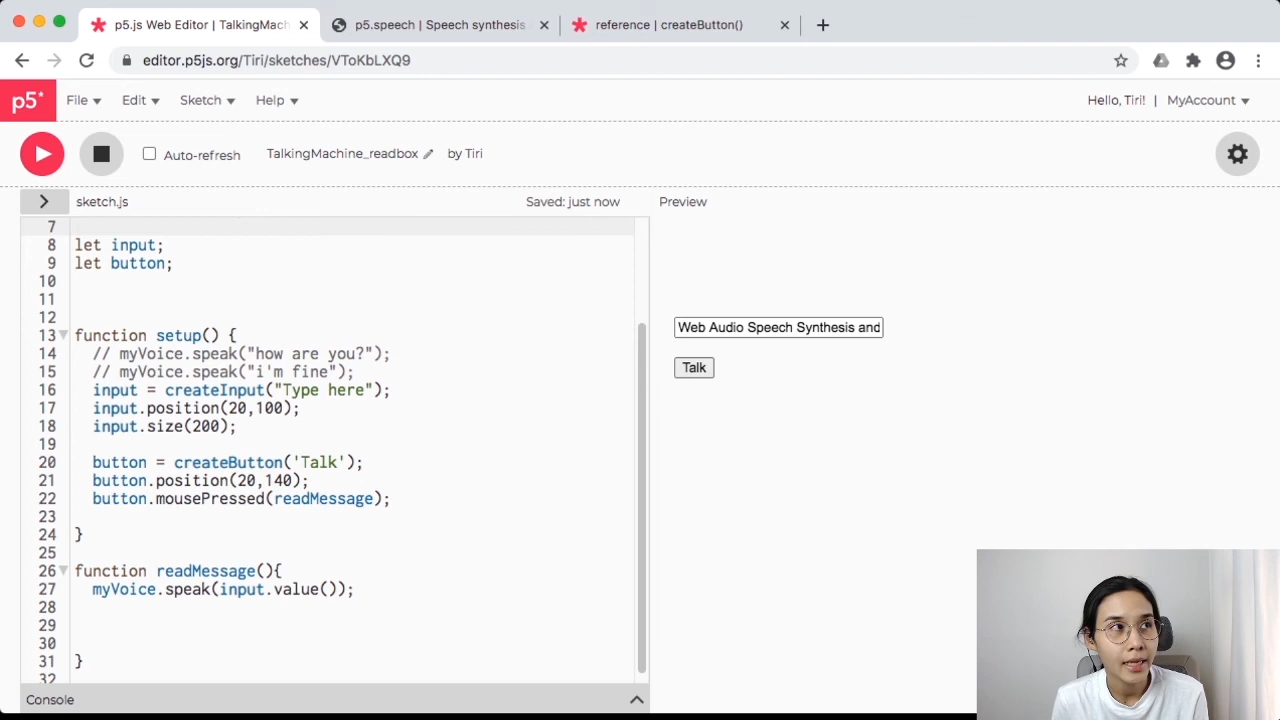 p5.js Web Editor | TalkingMach
p5.speech | Speech synthesis
reference | createButton()
editor.p5js.org/Tiri/sketches/VToKbLXQ9
p5* File Edit Sketch Help Hello, Tiri! | MyAccount
Auto-refresh TalkingMachine_readbox by Tiri
sketch.js Saved: just now Preview
7
8 let input;
9 let button;
10
11
12
13 function setup() {
14 // myVoice.speak("how are you?");
15 // myVoice.speak("i'm fine");
16 input = createInput("Type here");
17 input.position(20,100);
18 input.size(200);
19
20 button = createButton('Talk');
21 button.position(20,140);
22 button.mousePressed(readMessage);
23
24 }
25
26 function readMessage(){
27 myVoice.speak(input.value());
28
29
30
31 }
32
Web Audio Speech Synthesis and
Talk
Console